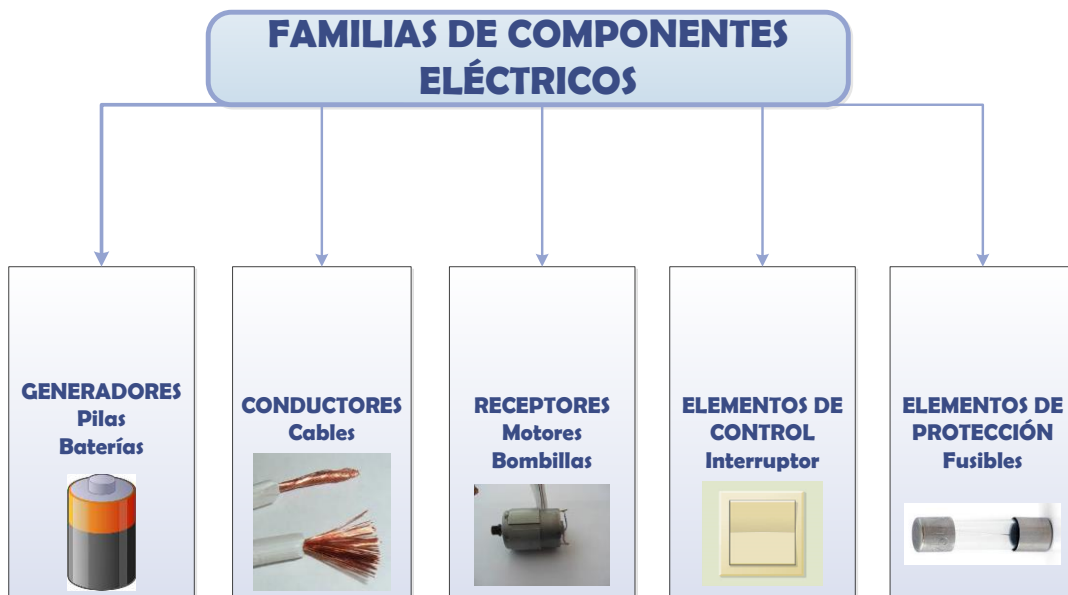 FAMILIAS DE COMPONENTES
ELÉCTRICOS
GENERADORES
Pilas
Baterías
CONDUCTORES
Cables
RECEPTORES
Motores
Bombillas
ELEMENTOS DE
CONTROL
Interruptor
ELEMENTOS DE
PROTECCIÓN
Fusibles